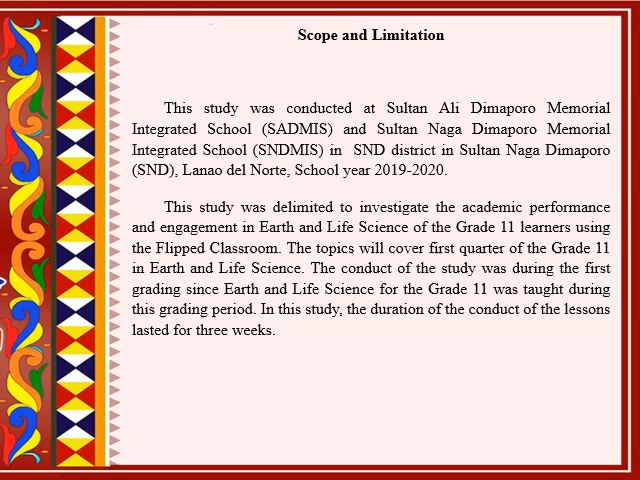 Scope and Limitation
This study was conducted at Sultan Ali Dimaporo Memorial
Integrated School (SADMIS) and Sultan Naga Dimaporo Memorial
Integrated School (SNDMIS) in SND district in Sultan Naga Dimaporo
(SND), Lanao del Norte, School year 2019-2020.
This study was delimited to investigate the academic performance
and engagement in Earth and Life Science of the Grade 11 learners using
the Flipped Classroom. The topics will cover first quarter of the Grade 11
in Earth and Life Science. The conduct of the study was during the first
grading since Earth and Life Science for the Grade 11 was taught during
this grading period. In this study, the duration of the conduct of the lessons
lasted for three weeks.